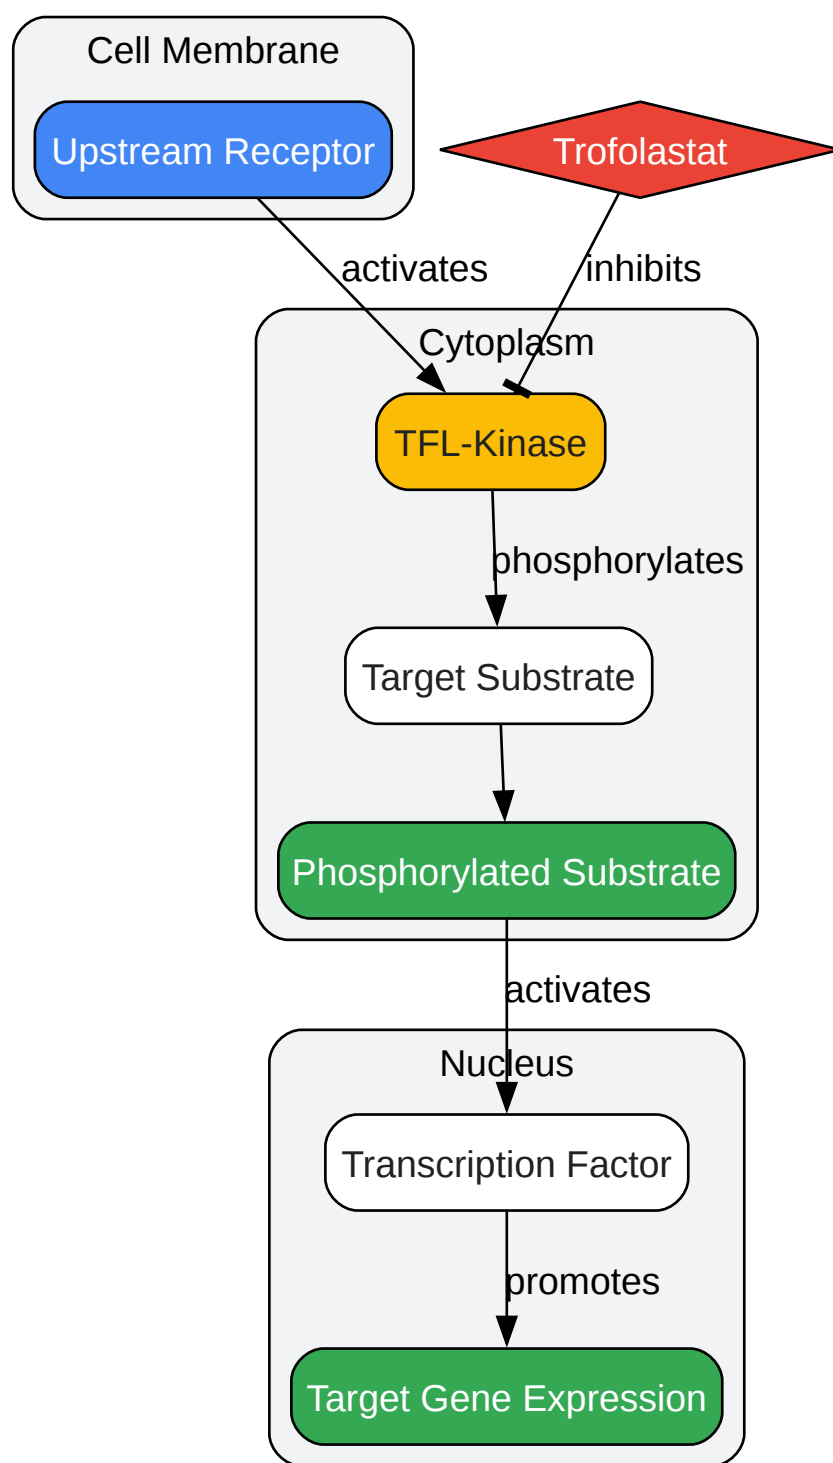 Cell Membrane
Upstream Receptor
Trofolastat
activates
inhibits
Cytoplasm
TFL-Kinase
phosphorylates
Target Substrate
Phosphorylated Substrate
activates
Nucleus
Transcription Factor
promotes
Target Gene Expression